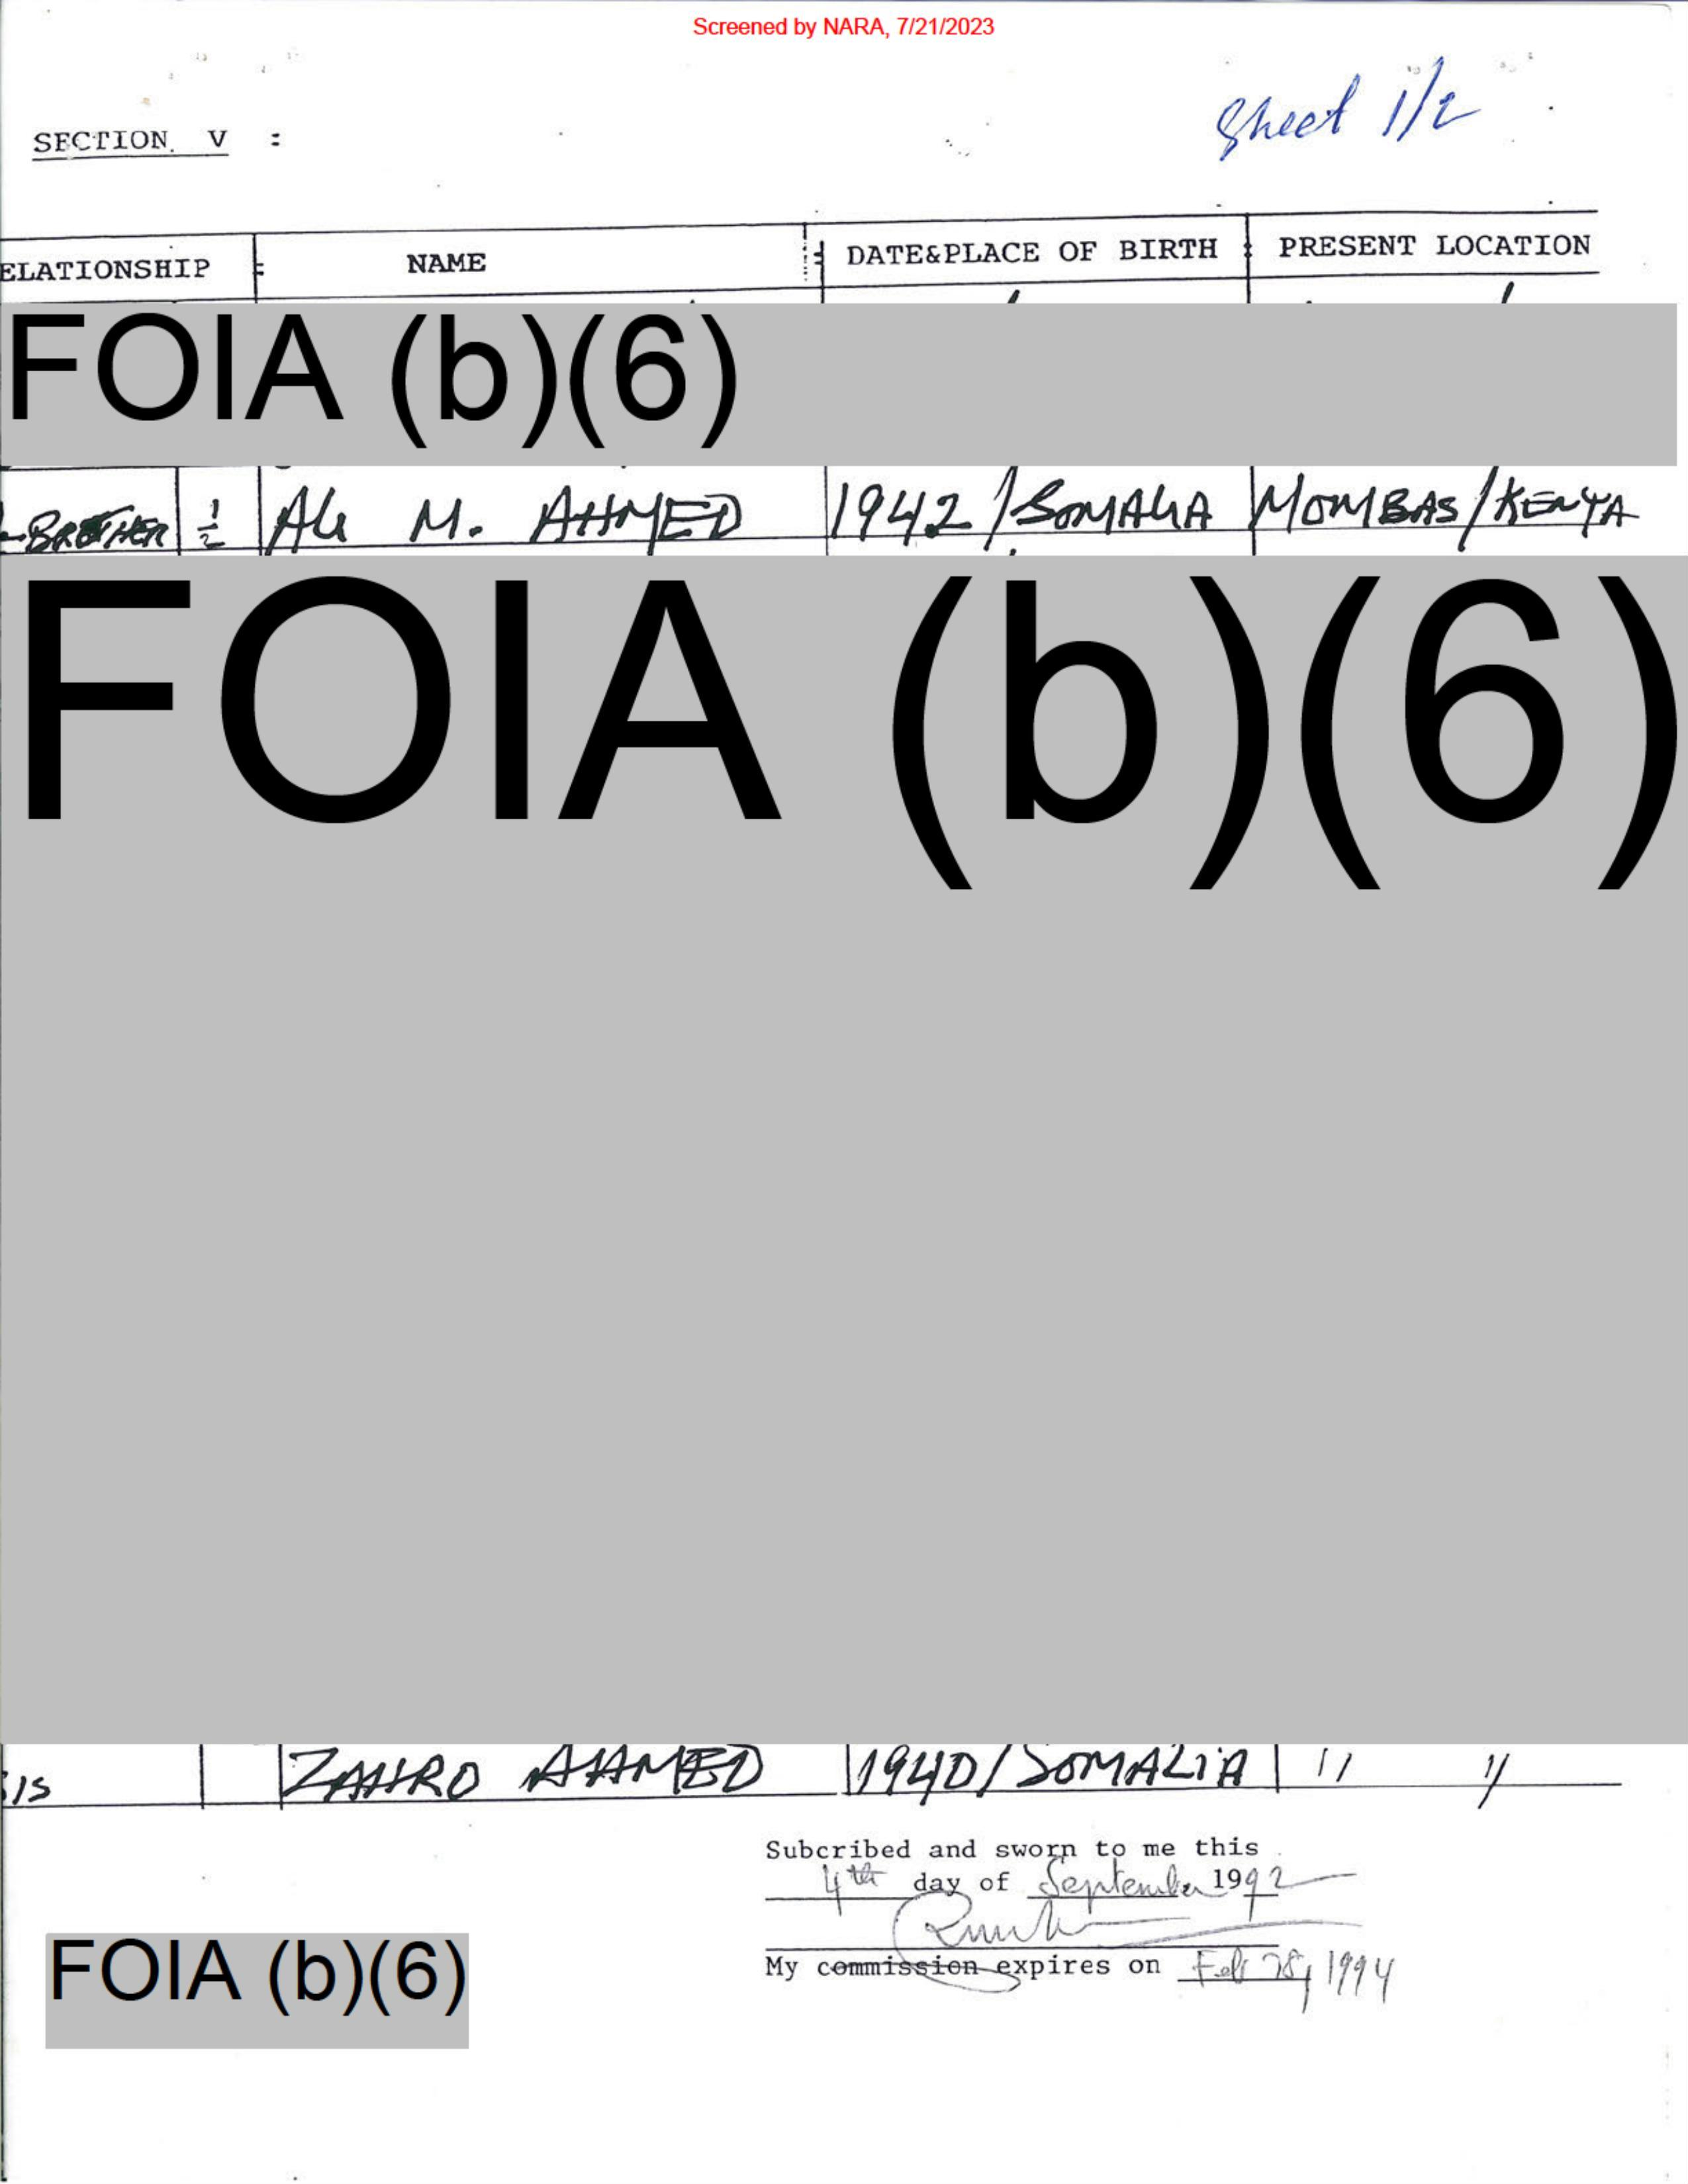 Screened by NARA, 7/21/2023
Sheet 1/2
SECTION V :
ELATIONSHIP : NAME : DATE&PLACE OF BIRTH : PRESENT LOCATION
FOIA (b)(6)
BROTHER 1/2 Ali M. AHMED 1942/SOMALIA MOMBAS/KENYA
FOIA (b)(6)
SIS ZAHRO AHAMED 1940/SOMALIA " "
Subcribed and sworn to me this
4th day of September 1992
My commission expires on Feb 28, 1994
FOIA (b)(6)